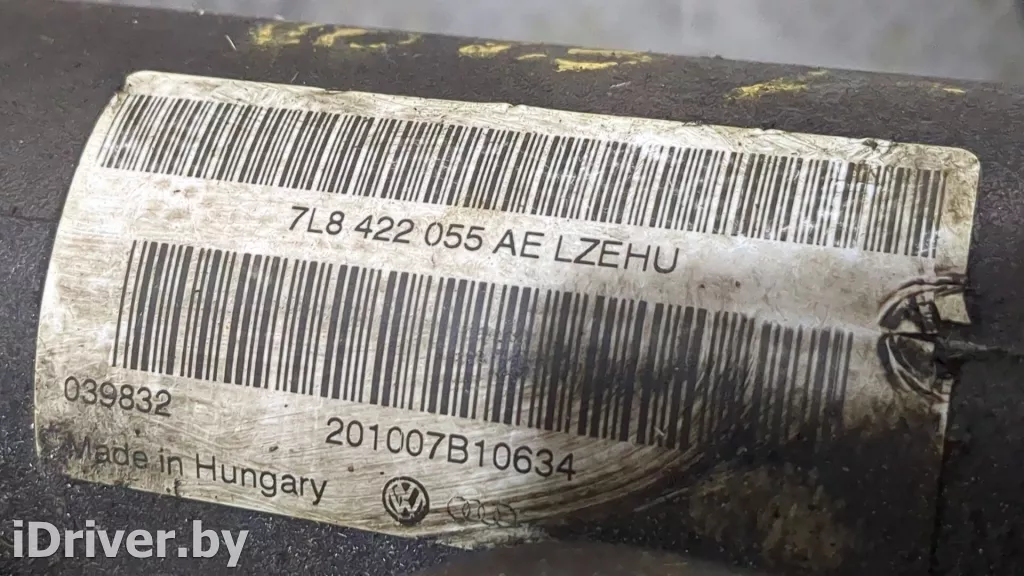 7L8 422 055 AE LZEHU
039832
201007B10634
Made in Hungary
iDriver.by